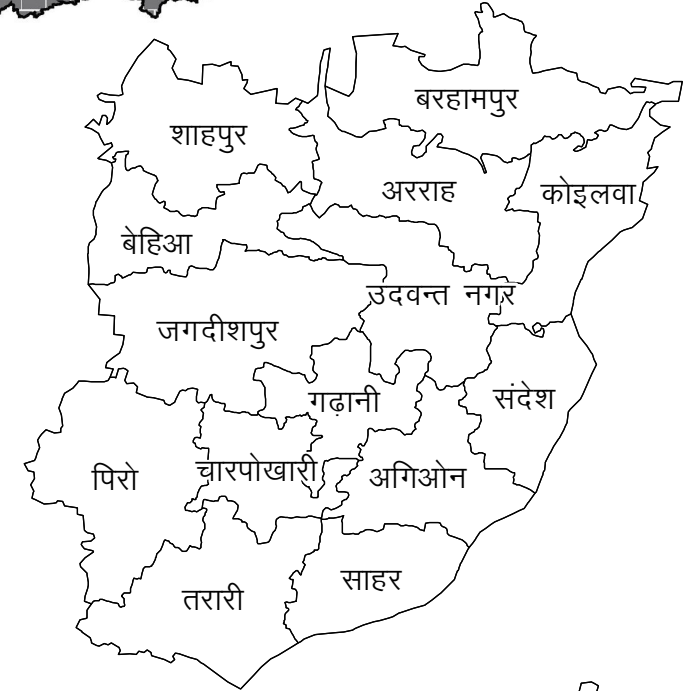 बरहामपुर
शाहपुर
अरराह
कोइलवा
बेहिआ
उदवन्त नगर
जगदीशपुर
गढ़ानी
संदेश
पिरो
चारपोखारी
अगिओन
साहर
तरारी